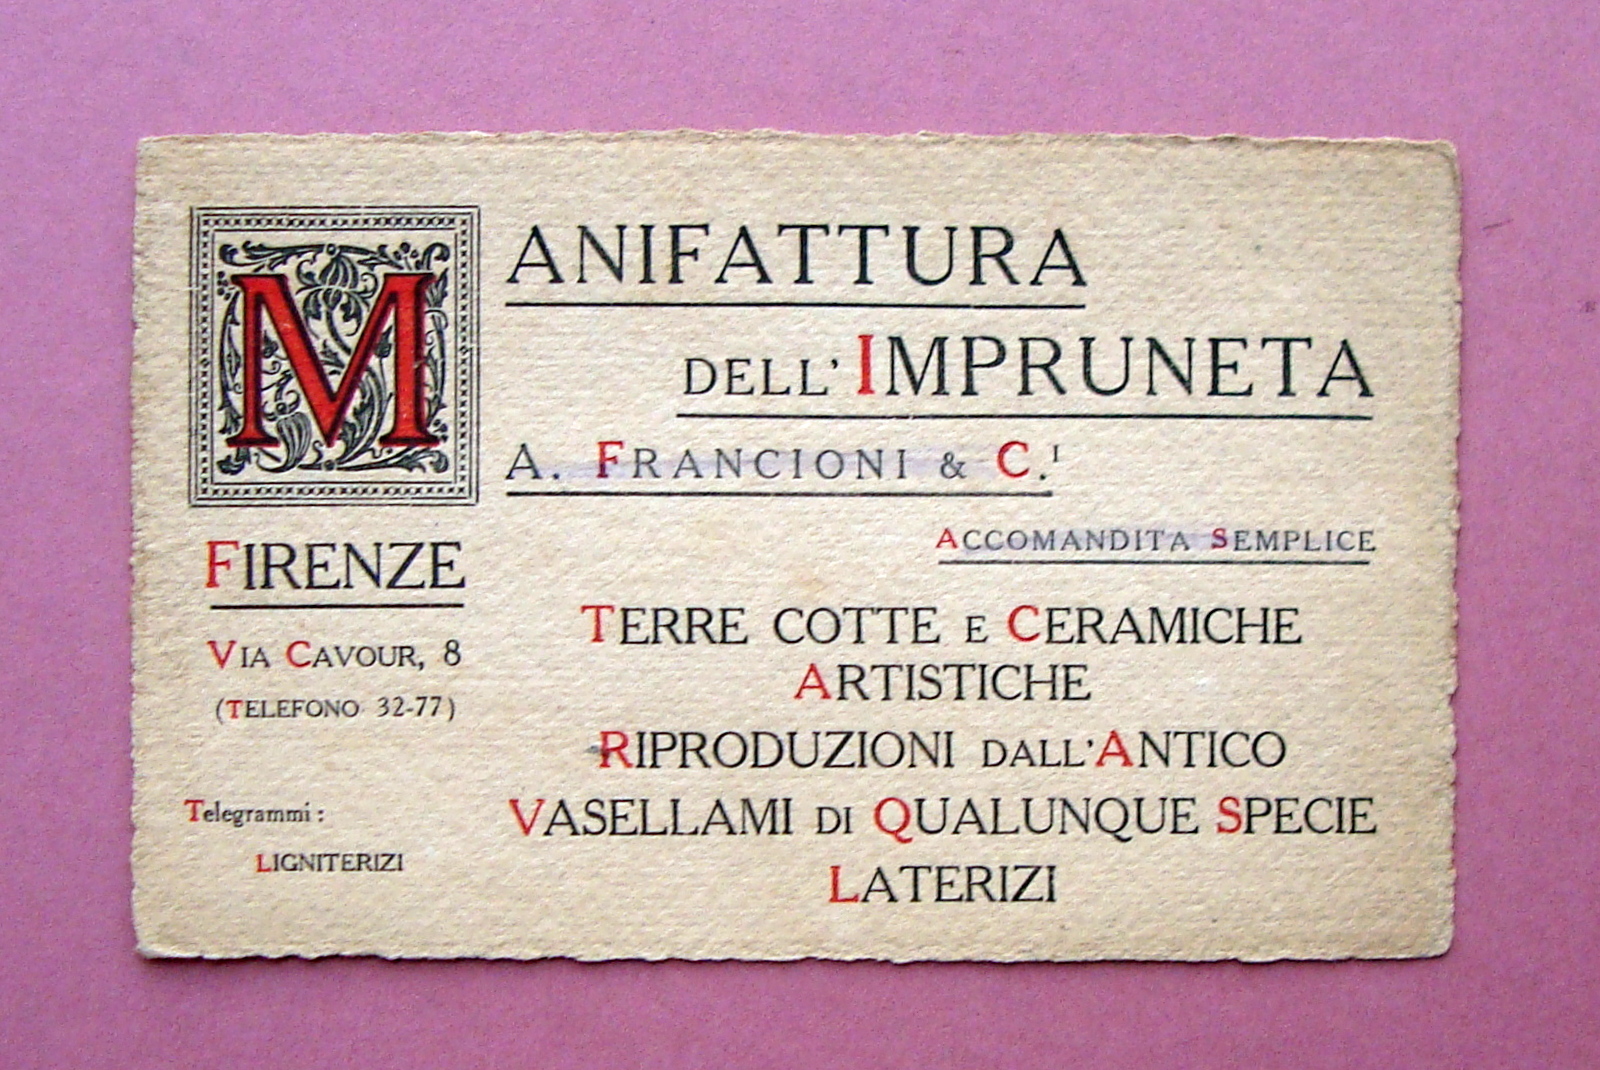 MANIFATTURA
DELL'IMPRUNETA
A. FRANCIONI & C.I
ACCOMANDITA SEMPLICE
FIRENZE
VIA CAVOUR, 8
(TELEFONO 32-77)
Telegrammi:
LIGNITERIZI
TERRE COTTE E CERAMICHE
ARTISTICHE
RIPRODUZIONI DALL'ANTICO
VASELLAMI DI QUALUNQUE SPECIE
LATERIZI